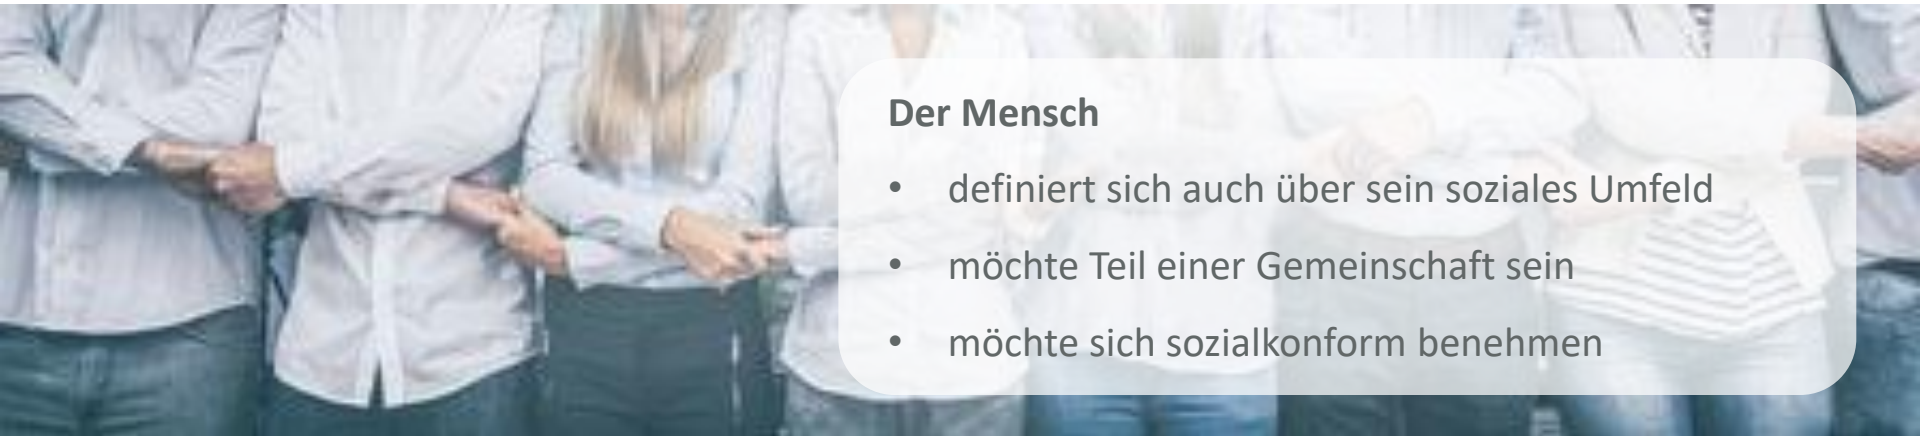 Der Mensch
• definiert sich auch über sein soziales Umfeld
• möchte Teil einer Gemeinschaft sein
• möchte sich sozialkonform benehmen